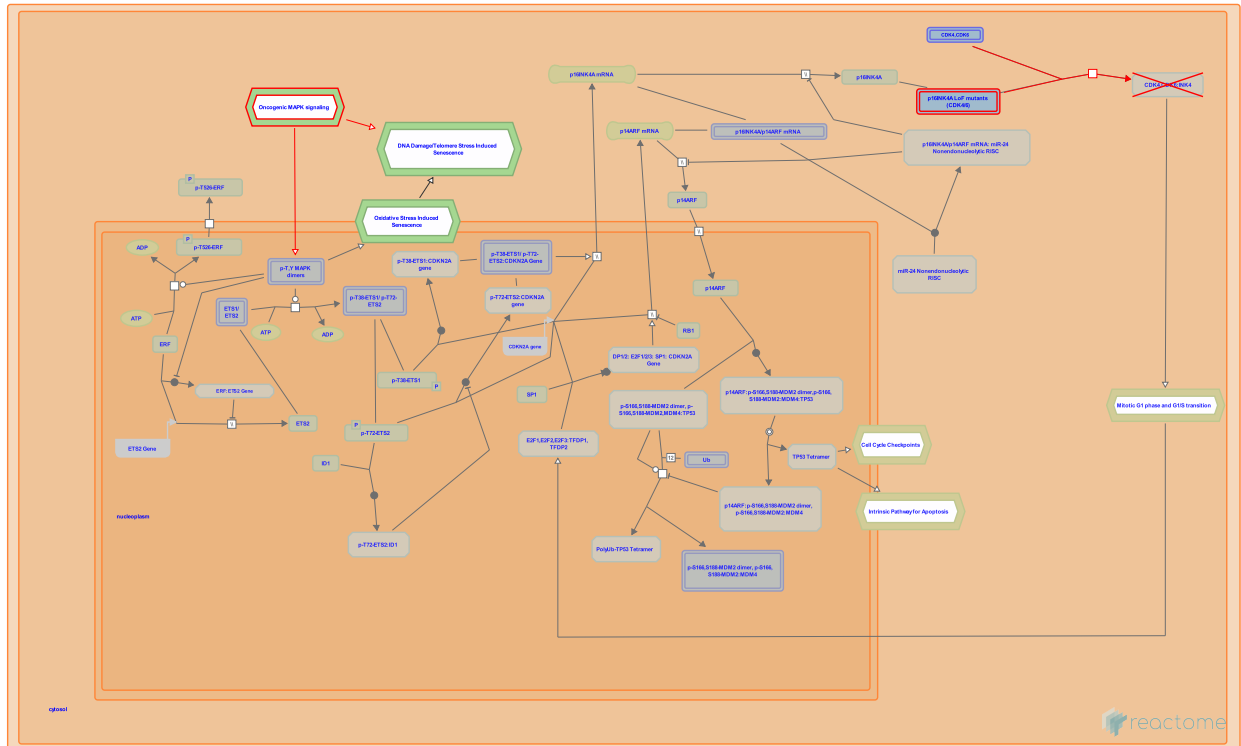 CDK4,CDK6
p16INK4A mRNA
p16INK4A
p16INK4A LoF mutants
(CDK4/6)
Oncogenic MAPK signaling
p14ARF mRNA
p16INK4A/p14ARF mRNA
DNA Damage/Telomere Stress Induced
Senescence
p16INK4A/p14ARF mRNA: miR-24
Nonendonucleolytic RISC
P
p-T526-ERF
p14ARF
Oxidative Stress Induced
Senescence
P
p-T526-ERF
ADP
p-T,Y MAPK
dimers
p-T38-ETS1:CDKN2A
gene
p-T38-ETS1/ p-T72-
ETS2:CDKN2A Gene
miR-24 Nonendonucleolytic
RISC
p14ARF
p-T38-ETS1/ p-T72-
ETS2
p-T72-ETS2:CDKN2A
gene
ETS1/
ETS2
ATP
ATP
ADP
RB1
ERF
CDKN2A gene
DP1/2: E2F1/2/3: SP1: CDKN2A
Gene
p-T38-ETS1
P
ERF:ETS2 Gene
SP1
p14ARF:p-S166,S188-MDM2 dimer,p-S166,
S188-MDM2:MDM4:TP53
p-S166,S188-MDM2 dimer, p-
S166,S188-MDM2,MDM4:TP53
Mitotic G1 phase and G1/S transition
ETS2
P
p-T72-ETS2
ETS2 Gene
E2F1,E2F2,E2F3:TFDP1,
TFDP2
Cell Cycle Checkpoints
TP53 Tetramer
ID1
12
Ub
p14ARF:p-S166,S188-MDM2 dimer,
p-S166,S188-MDM2:MDM4
Intrinsic Pathway for Apoptosis
nucleoplasm
p-T72-ETS2:ID1
PolyUb-TP53 Tetramer
p-S166,S188-MDM2 dimer, p-S166,
S188-MDM2:MDM4
cytosol
reactome